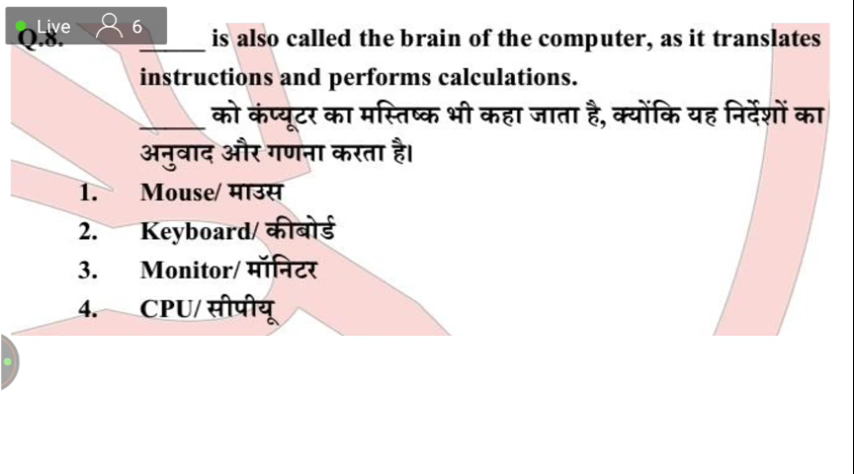 Live 6
Q.8. _____ is also called the brain of the computer, as it translates
instructions and performs calculations.
_____ को कंप्यूटर का मस्तिष्क भी कहा जाता है, क्योंकि यह निर्देशों का
अनुवाद और गणना करता है।
1. Mouse/ माउस
2. Keyboard/ कीबोर्ड
3. Monitor/ मॉनिटर
4. CPU/ सीपीयू